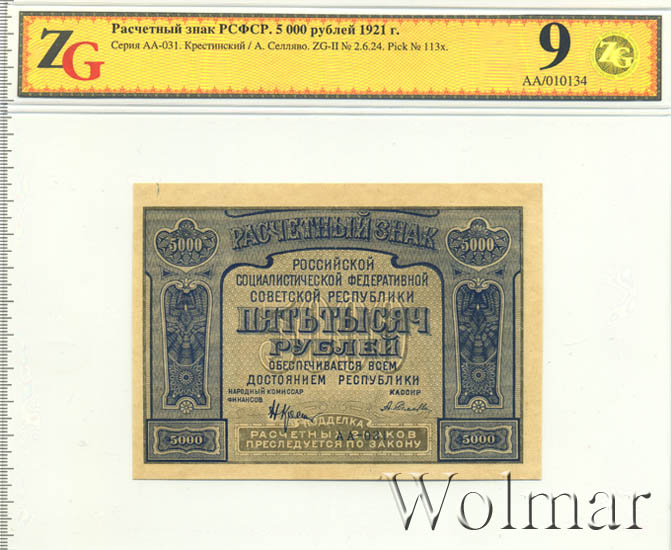 ZG
Расчетный знак РСФСР. 5 000 рублей 1921 г.
Серия АА-031. Крестинский / А. Селляво. ZG-II № 2.6.24. Pick № 113x.
9
ZG
АА/010134
5000
РАСЧЕТНЫЙ ЗНАК
5000
РОССИЙСКОЙ
СОЦИАЛИСТИЧЕСКОЙ ФЕДЕРАТИВНОЙ
СОВЕТСКОЙ РЕСПУБЛИКИ
ПЯТЬ ТЫСЯЧ
РУБЛЕЙ
ОБЕСПЕЧИВАЕТСЯ ВСЕМ
ДОСТОЯНИЕМ РЕСПУБЛИКИ
НАРОДНЫЙ КОМИССАР
ФИНАНСОВ
КАССИР
5000
ПОДДЕЛКА
РАСЧЕТНЫХ ЗНАКОВ
ПРЕСЛЕДУЕТСЯ ПО ЗАКОНУ
5000
Wolmar